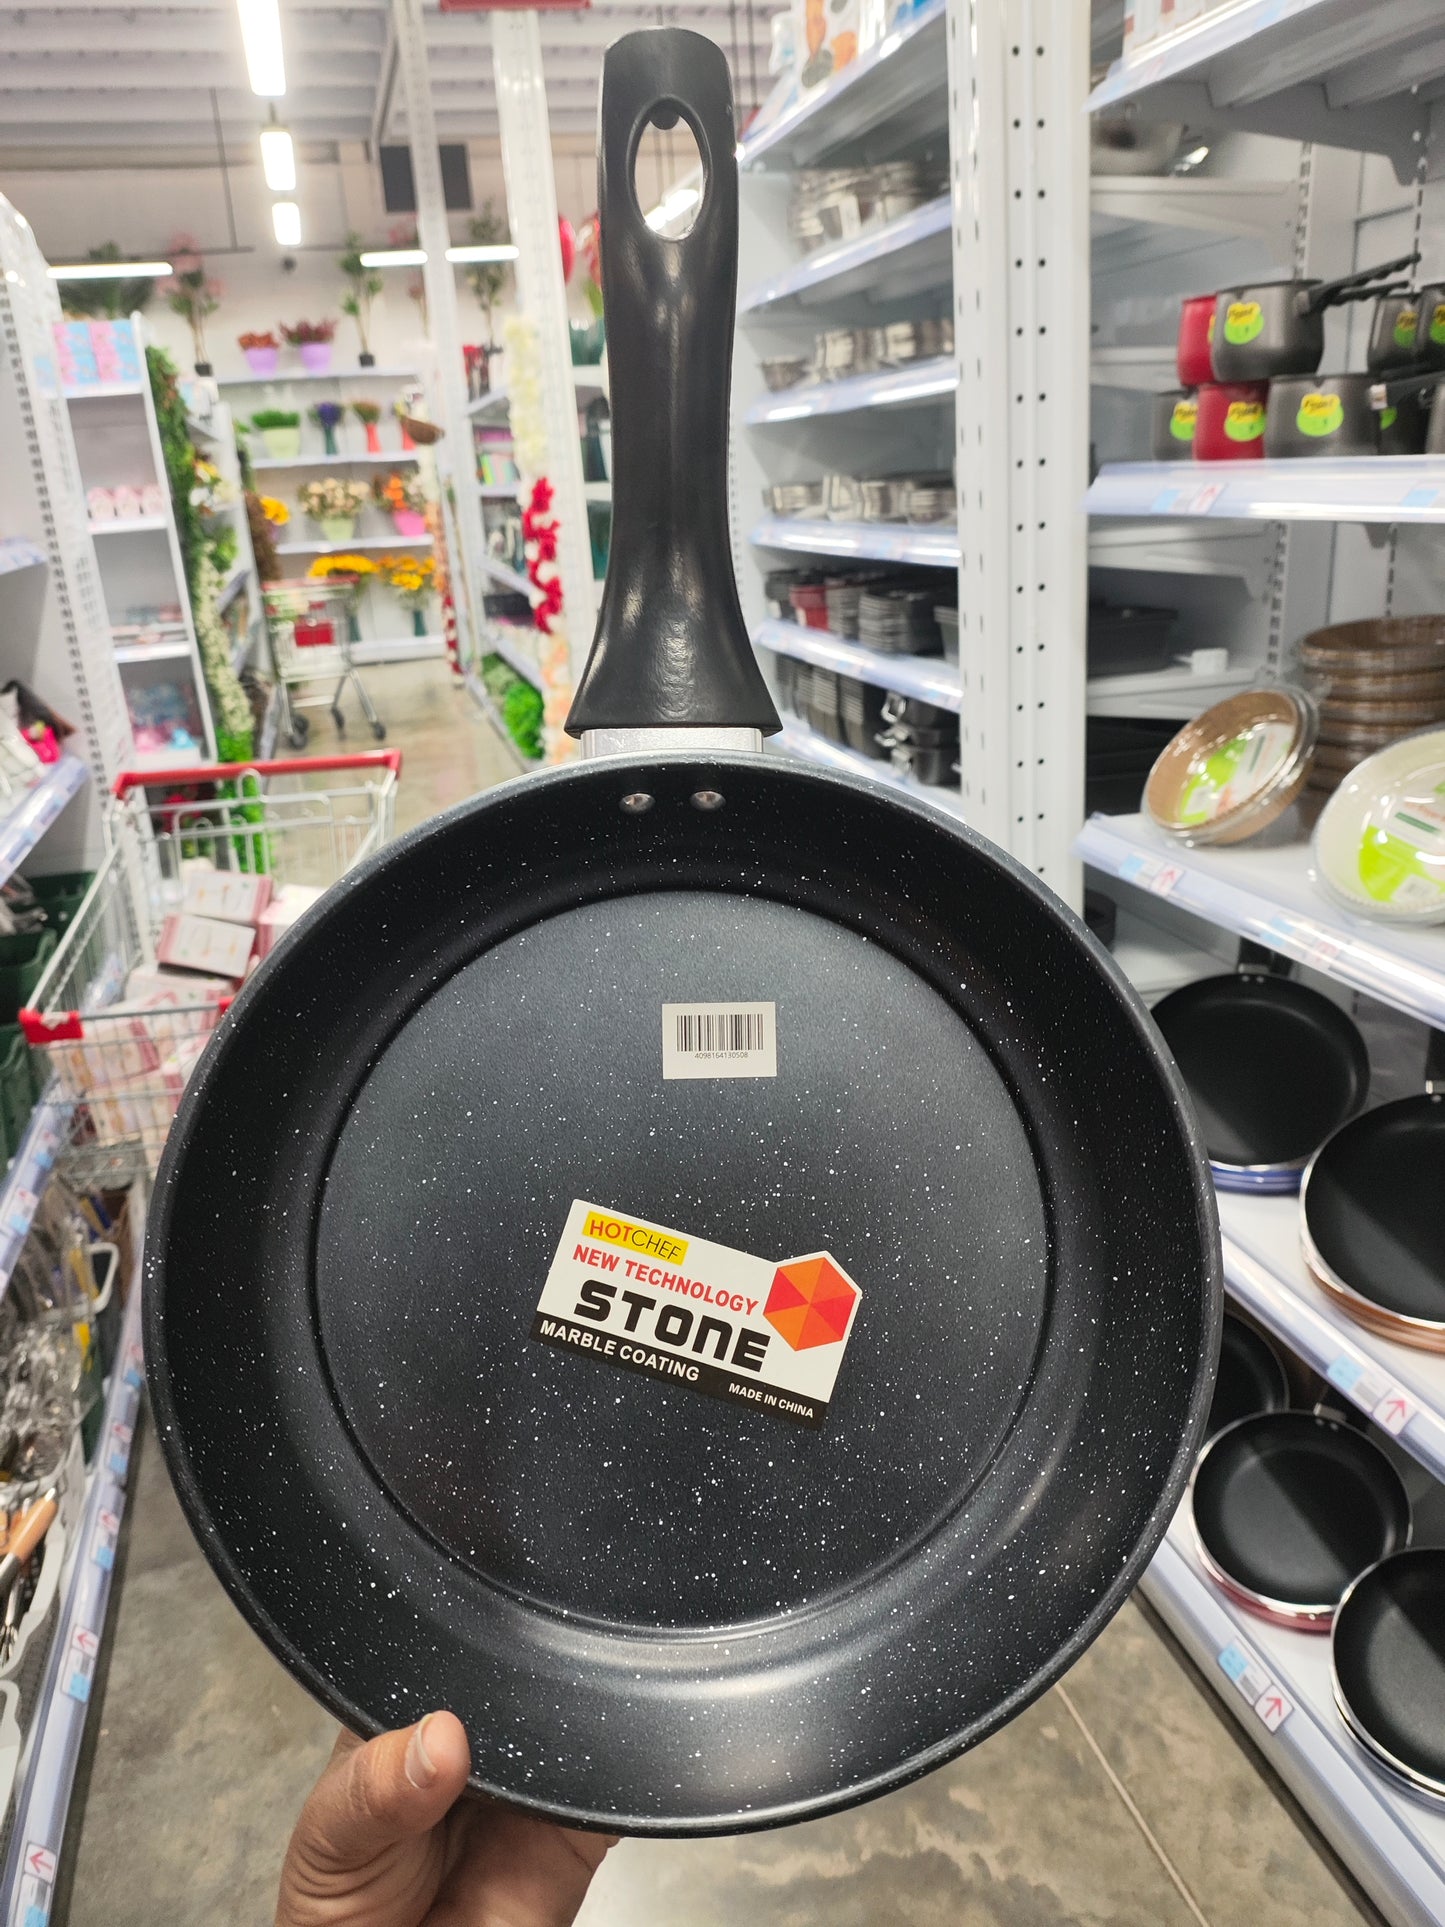 4098164130508
HOTCHEF
NEW TECHNOLOGY
STONE
MARBLE COATING
MADE IN CHINA